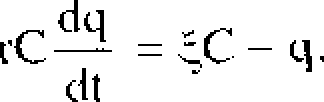 rC dq/dt = ξC − q,